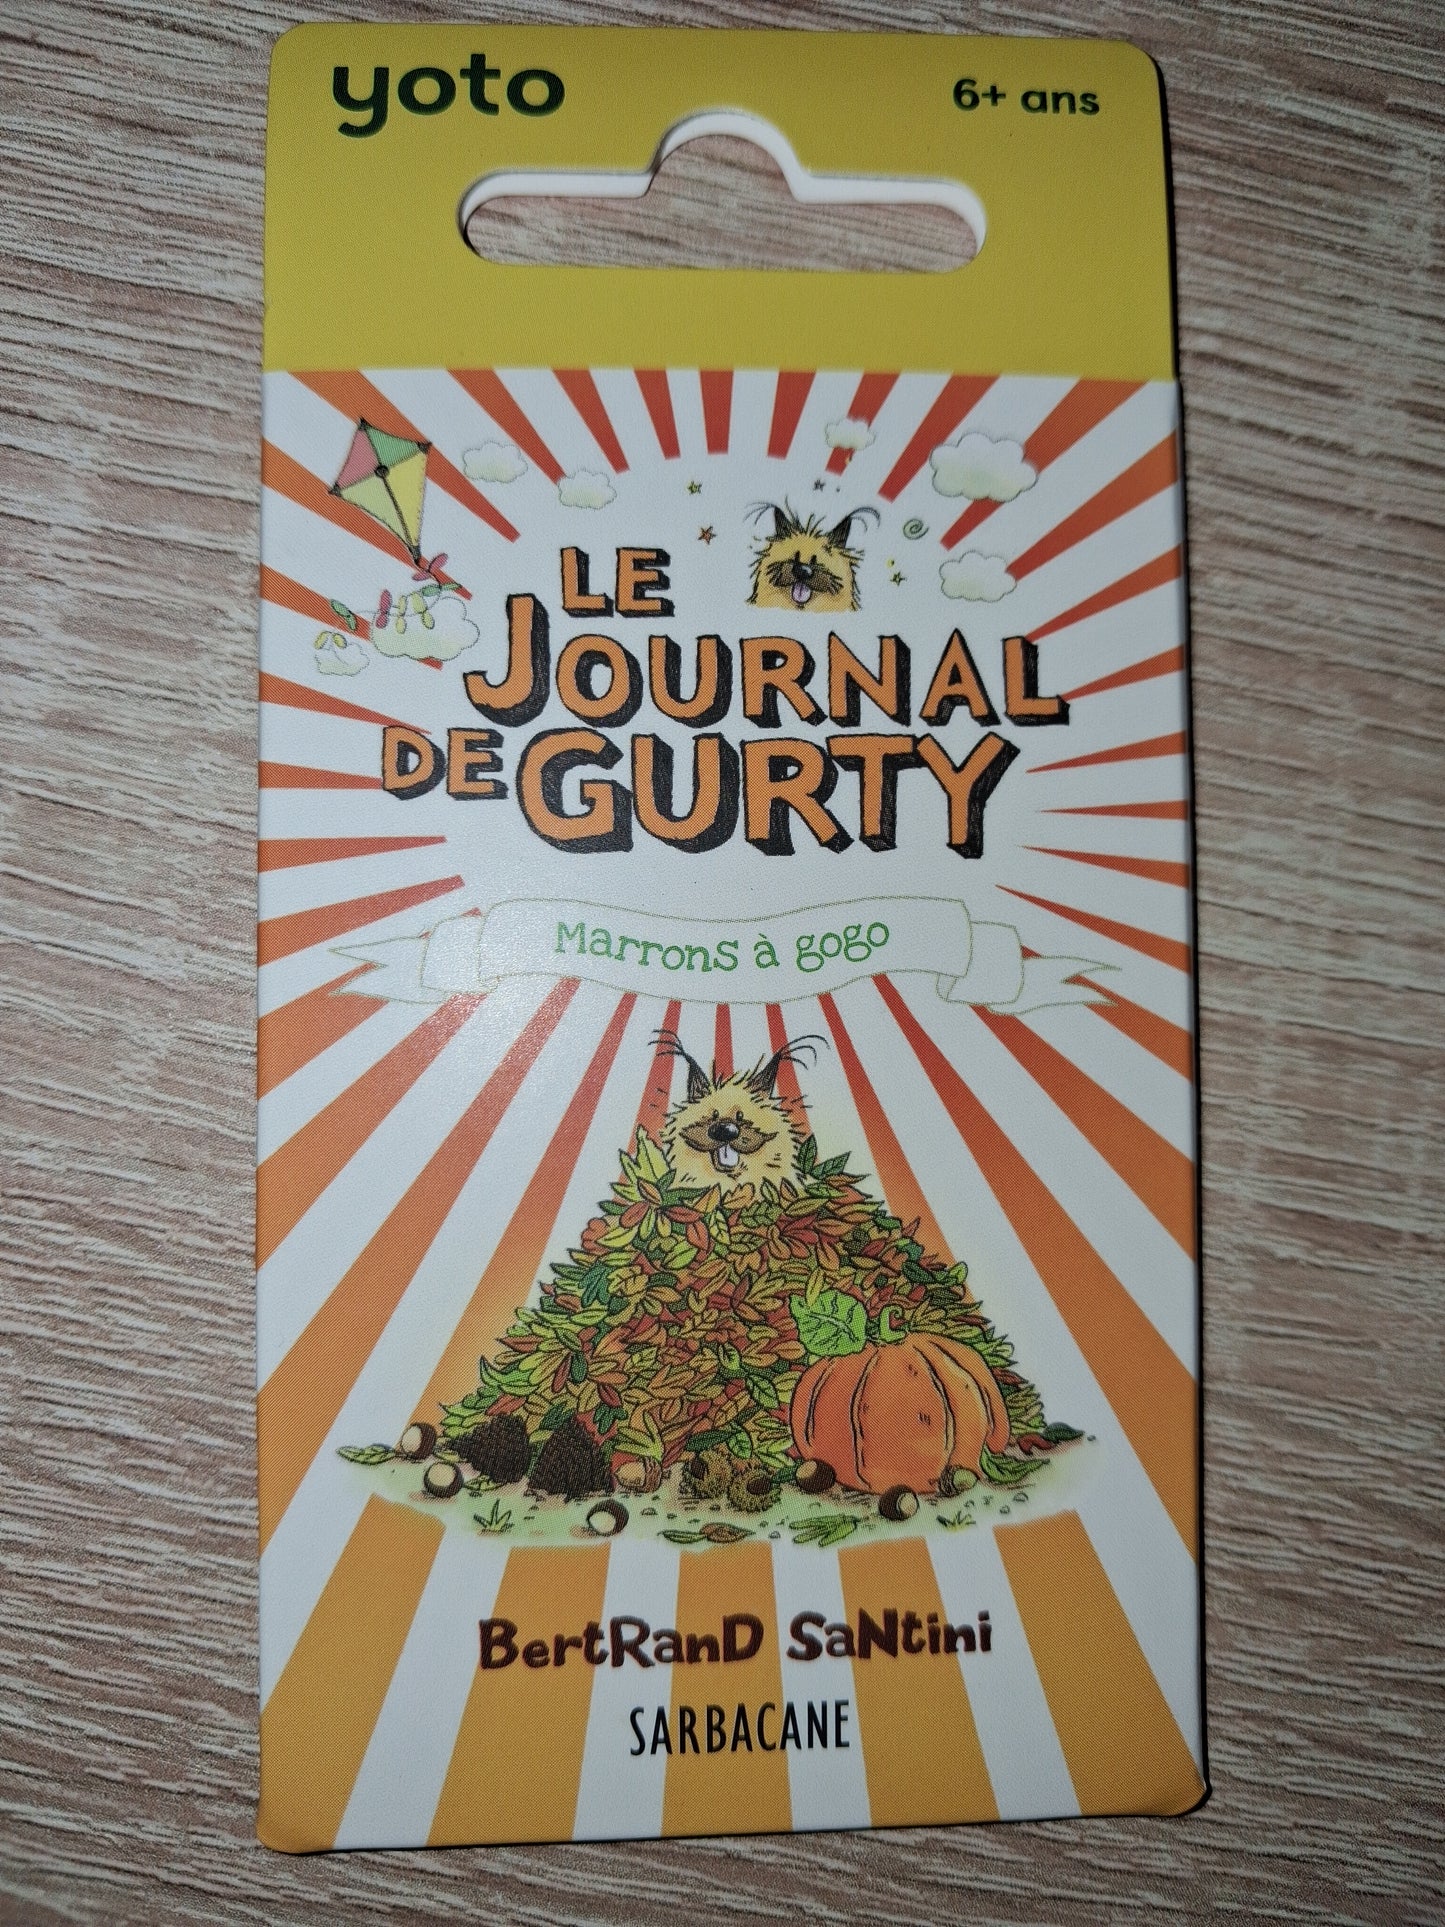 yoto
6+ ans
LE
JOURNAL
DE GURTY
Marrons à gogo
BertRanD SaNtini
SARBACANE